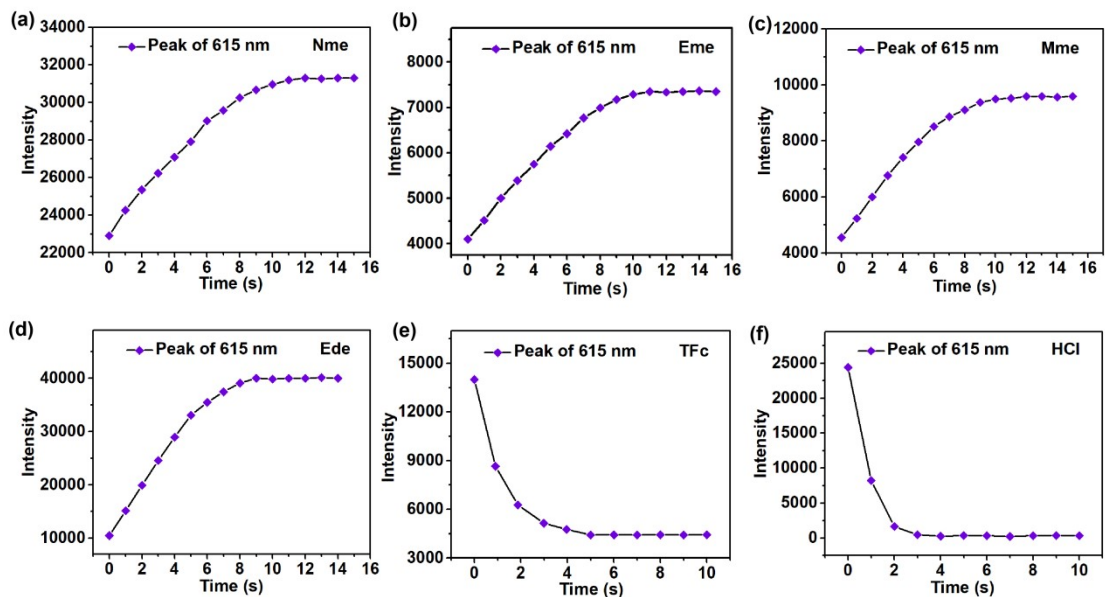 (a)
Peak of 615 nm Nme
Intensity
32000
30000
28000
26000
24000
22000
0 2 4 6 8 10 12 14 16
Time (s)
(b)
Peak of 615 nm Eme
Intensity
8000
7000
6000
5000
4000
0 2 4 6 8 10 12 14 16
Time (s)
(c)
Peak of 615 nm Mme
Intensity
12000
10000
8000
6000
4000
0 2 4 6 8 10 12 14 16
Time (s)
(d)
Peak of 615 nm Ede
Intensity
40000
30000
20000
10000
0 2 4 6 8 10 12 14 16
Time (s)
(e)
Peak of 615 nm TFc
Intensity
15000
12000
9000
6000
3000
0 2 4 6 8 10
Time (s)
(f)
Peak of 615 nm HCl
Intensity
25000
20000
15000
10000
5000
0
0 2 4 6 8 10
Time (s)